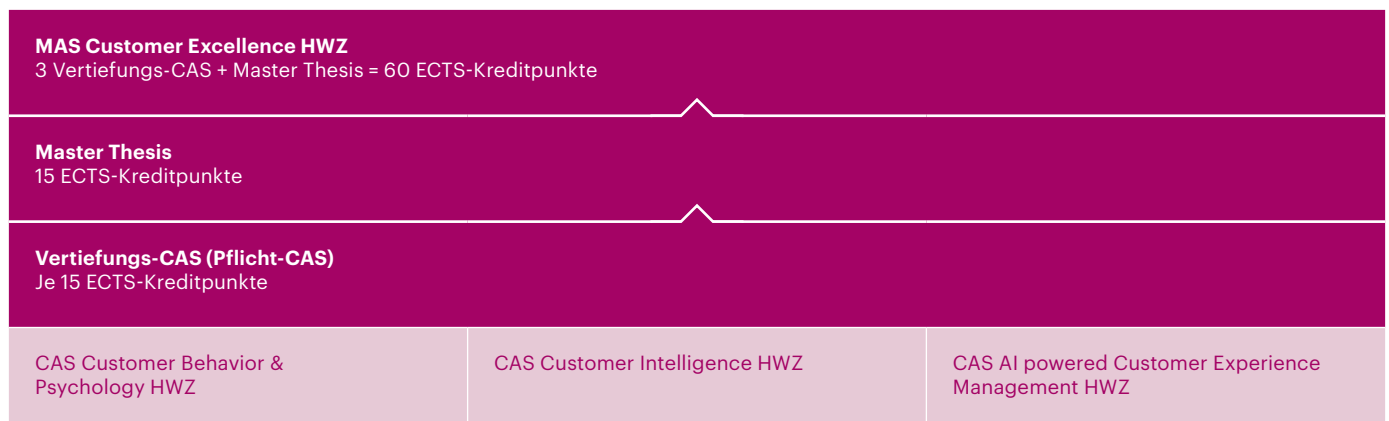 MAS Customer Excellence HWZ
3 Vertiefungs-CAS + Master Thesis = 60 ECTS-Kreditpunkte
Master Thesis
15 ECTS-Kreditpunkte
Vertiefungs-CAS (Pflicht-CAS)
Je 15 ECTS-Kreditpunkte
CAS Customer Behavior &
Psychology HWZ
CAS Customer Intelligence HWZ
CAS AI powered Customer Experience
Management HWZ